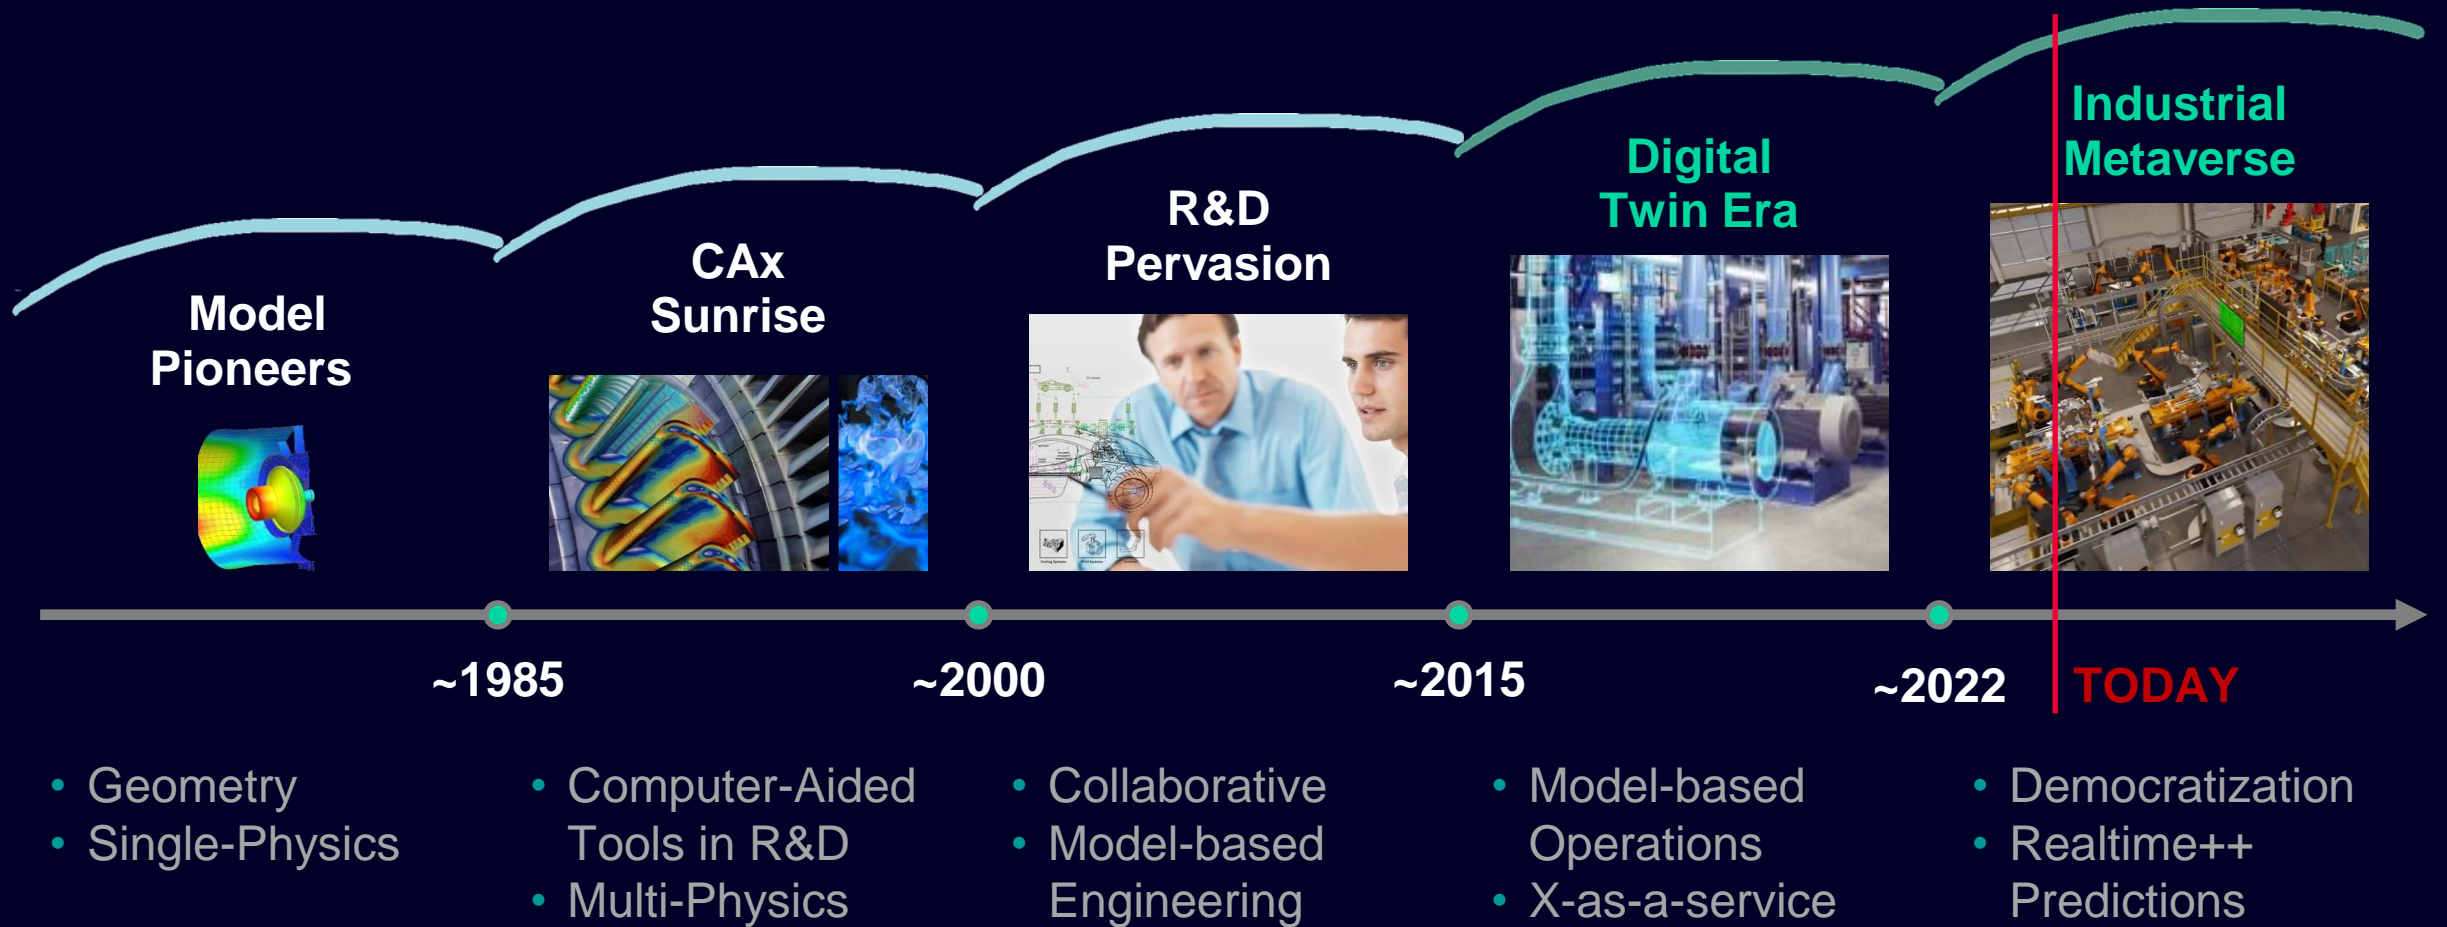 Industrial
Metaverse
Digital
Twin Era
R&D
Pervasion
CAx
Sunrise
Model
Pioneers
~1985
~2000
~2015
~2022
TODAY
• Geometry
• Single-Physics
• Computer-Aided
Tools in R&D
• Multi-Physics
• Collaborative
• Model-based
Engineering
• Model-based
Operations
• X-as-a-service
• Democratization
• Realtime++
Predictions